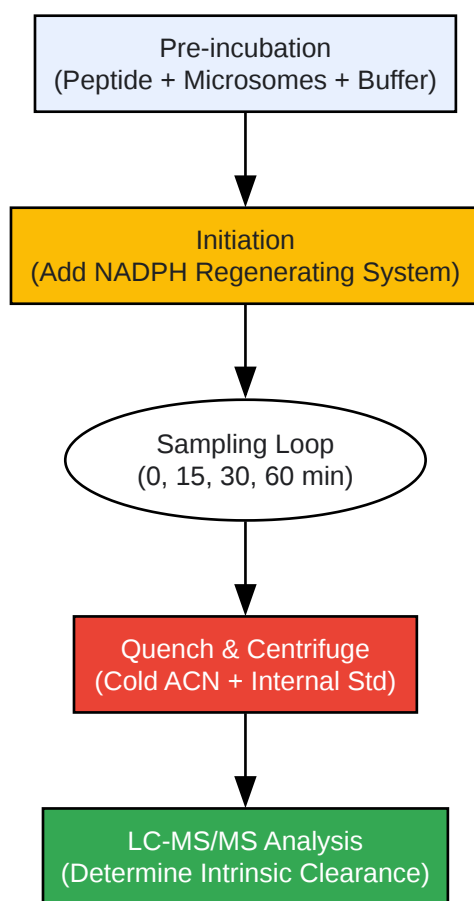 Pre-incubation
(Peptide + Microsomes + Buffer)
Initiation
(Add NADPH Regenerating System)
Sampling Loop
(0, 15, 30, 60 min)
Quench & Centrifuge
(Cold ACN + Internal Std)
LC-MS/MS Analysis
(Determine Intrinsic Clearance)